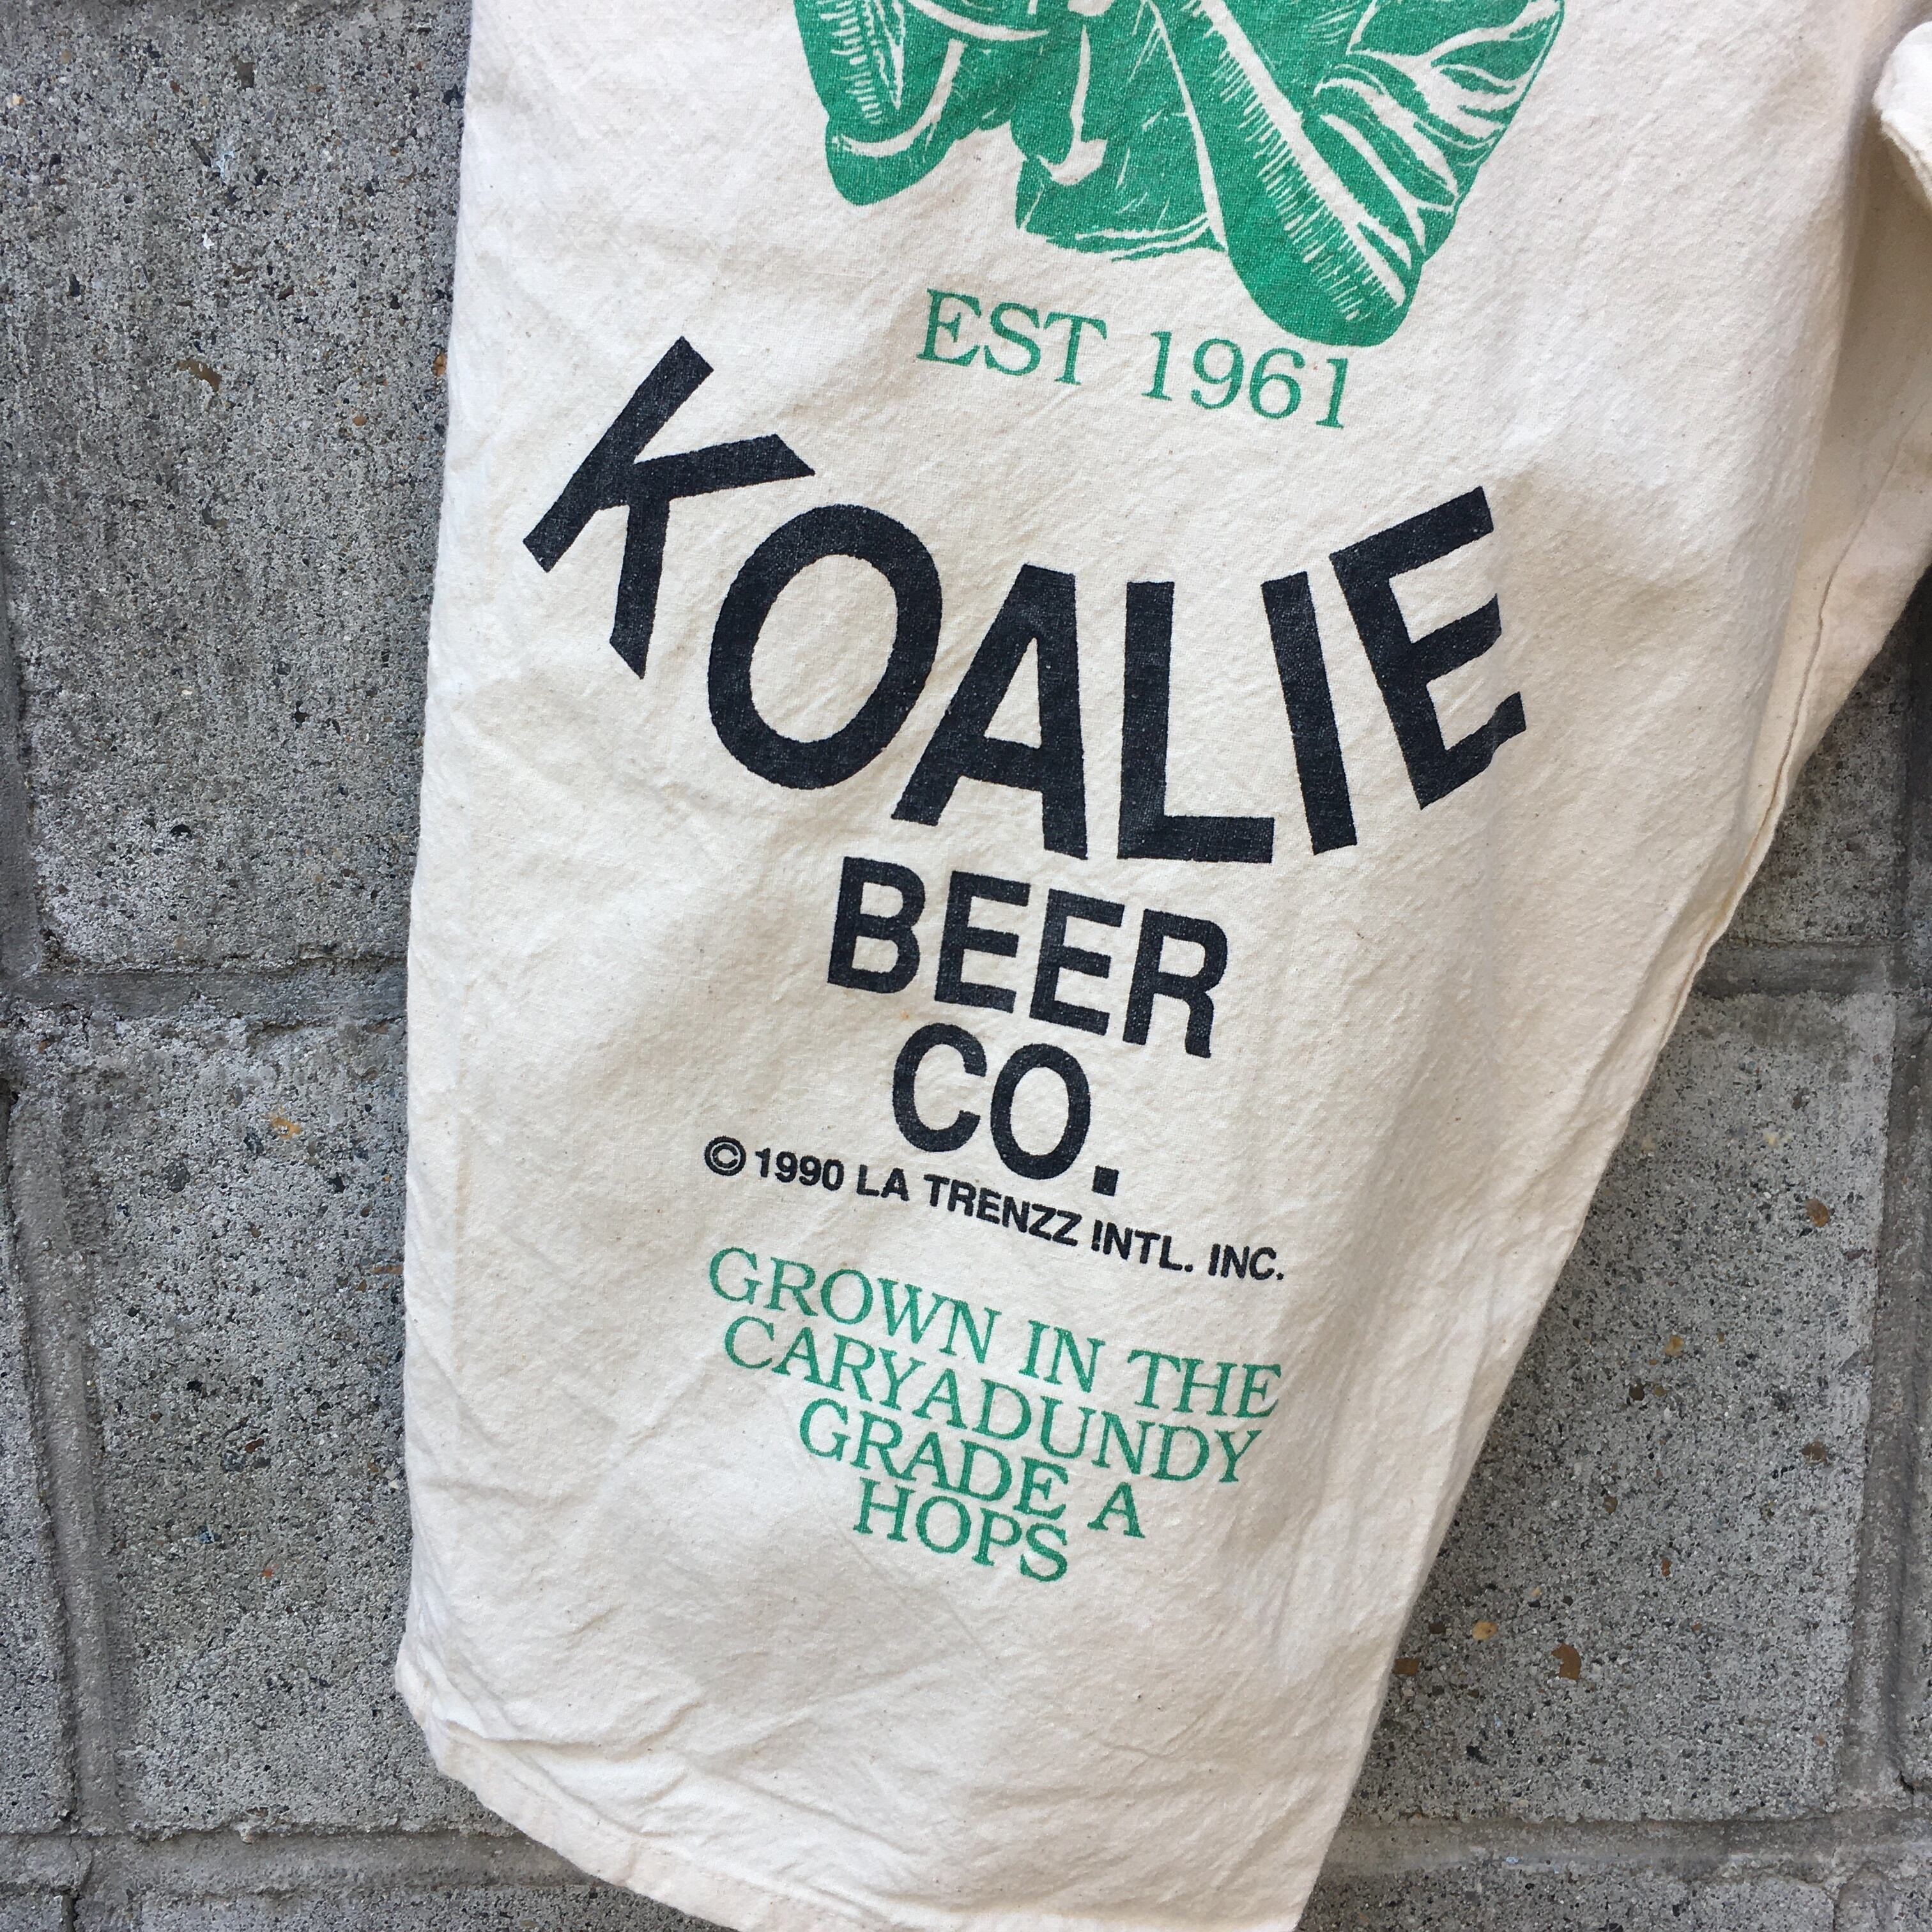 EST 1961
KOALIE
BEER
CO.
© 1990 LA TRENZZ INTL. INC.
GROWN IN THE
CARYADUNDY
GRADE A
HOPS